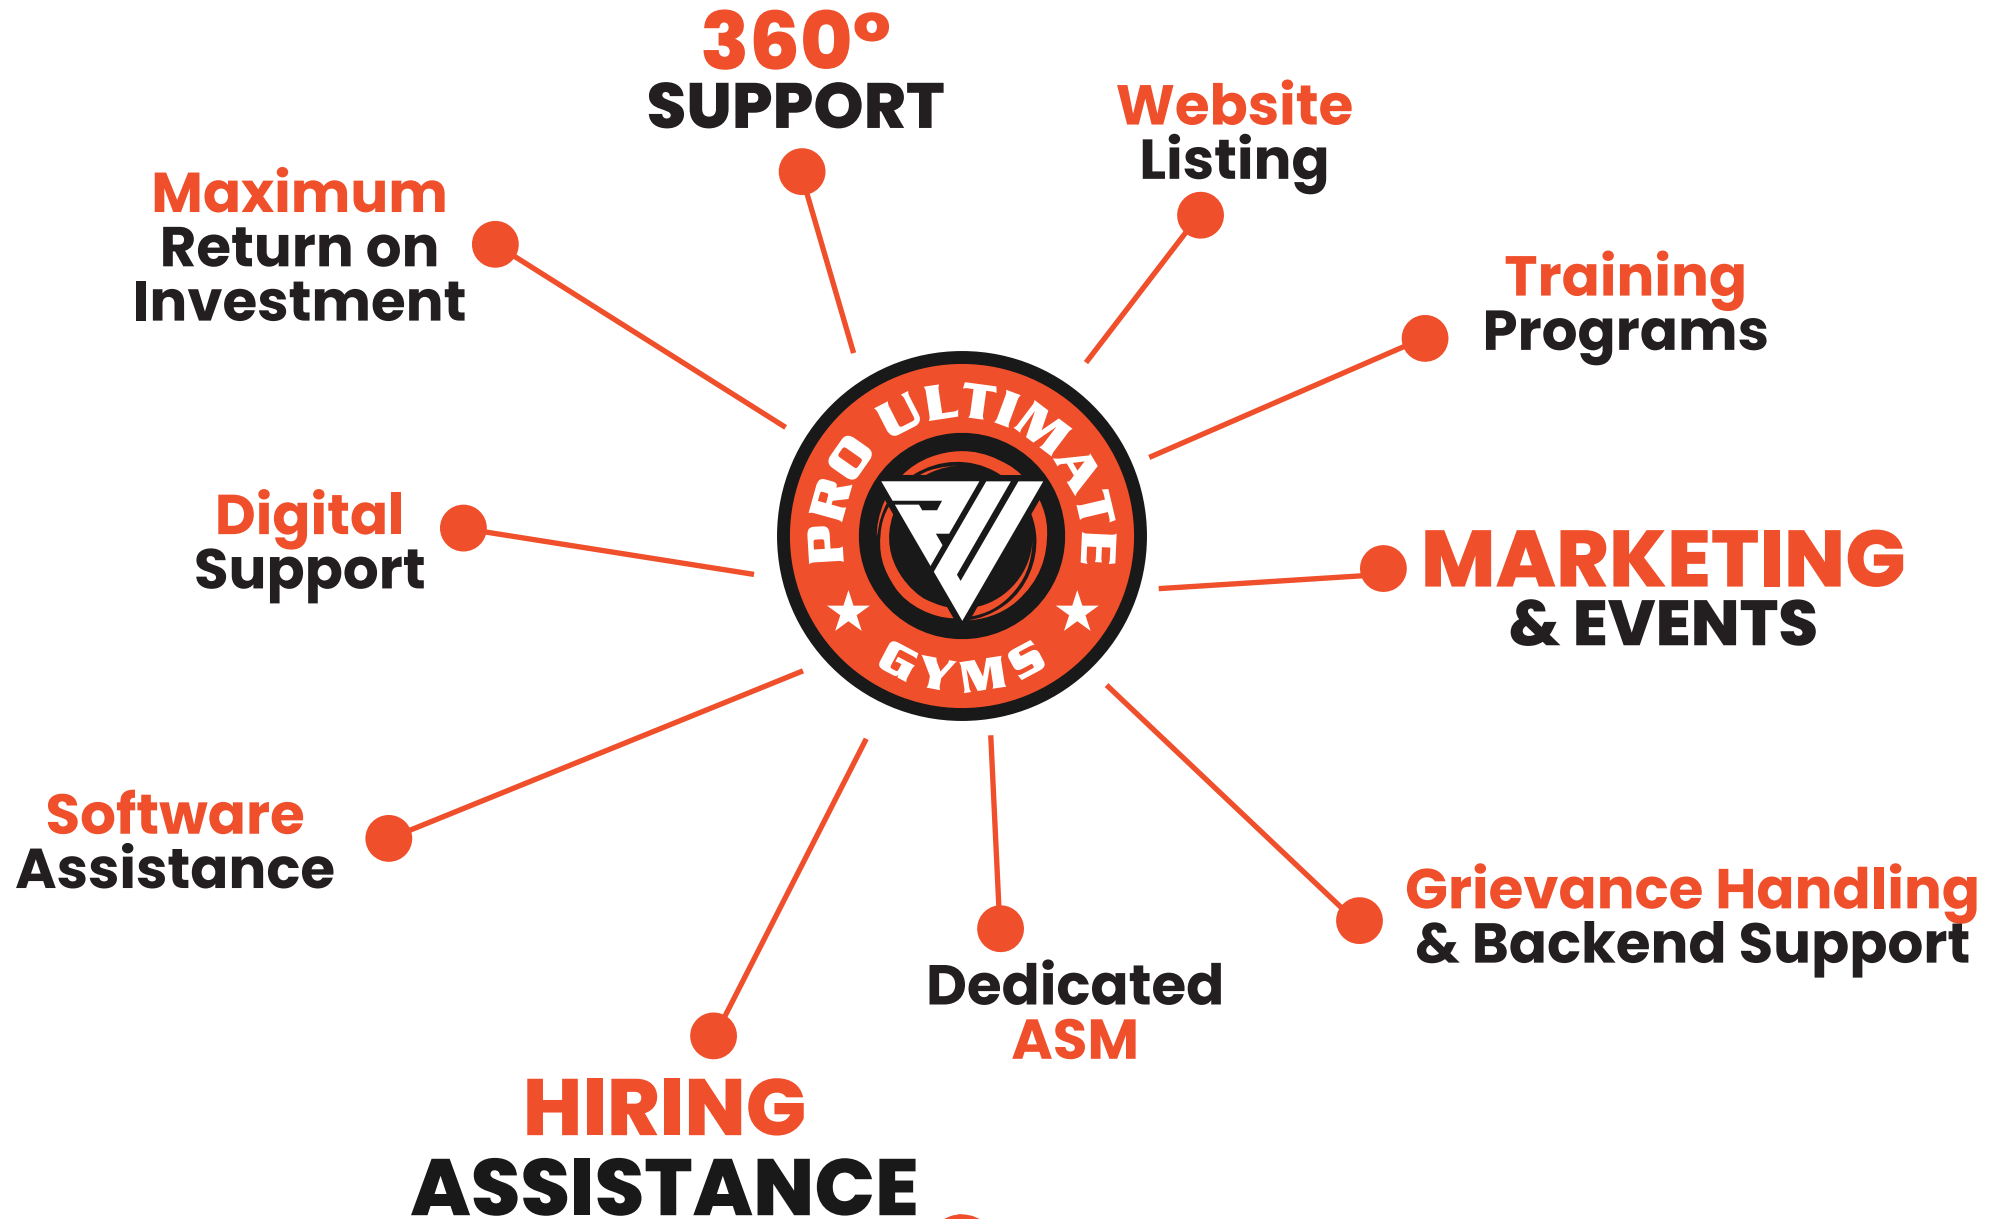 360°
SUPPORT
Website
Listing
Maximum
Return on
Investment
Training
Programs
PRO ULTIMATE
GYMS
Digital
Support
MARKETING
& EVENTS
Software
Assistance
Grievance Handling
& Backend Support
Dedicated
ASM
HIRING
ASSISTANCE